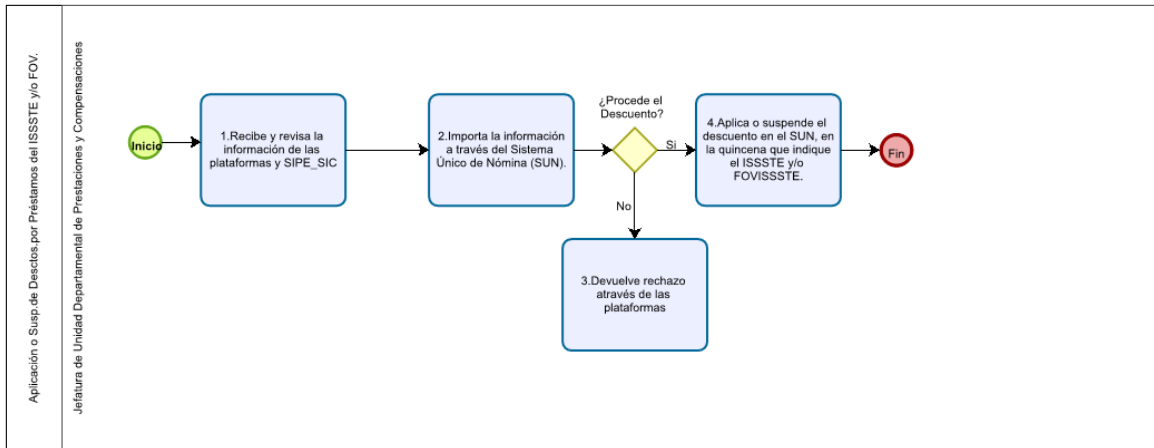 Aplicación o Susp.de Desctos.por Préstamos del ISSSTE y/o FOV.
Jefatura de Unidad Departamental de Prestaciones y Compensaciones
Inicio
1.Recibe y revisa la
información de las
plataformas y SIPE_SIC
2.Importa la información
a través del Sistema
Único de Nómina (SUN).
¿Procede el
Descuento?
Si
No
3.Devuelve rechazo
através de las
plataformas
4.Aplica o suspende el
descuento en el SUN, en
la quincena que indique
el ISSSTE y/o
FOVISSSTE.
Fin